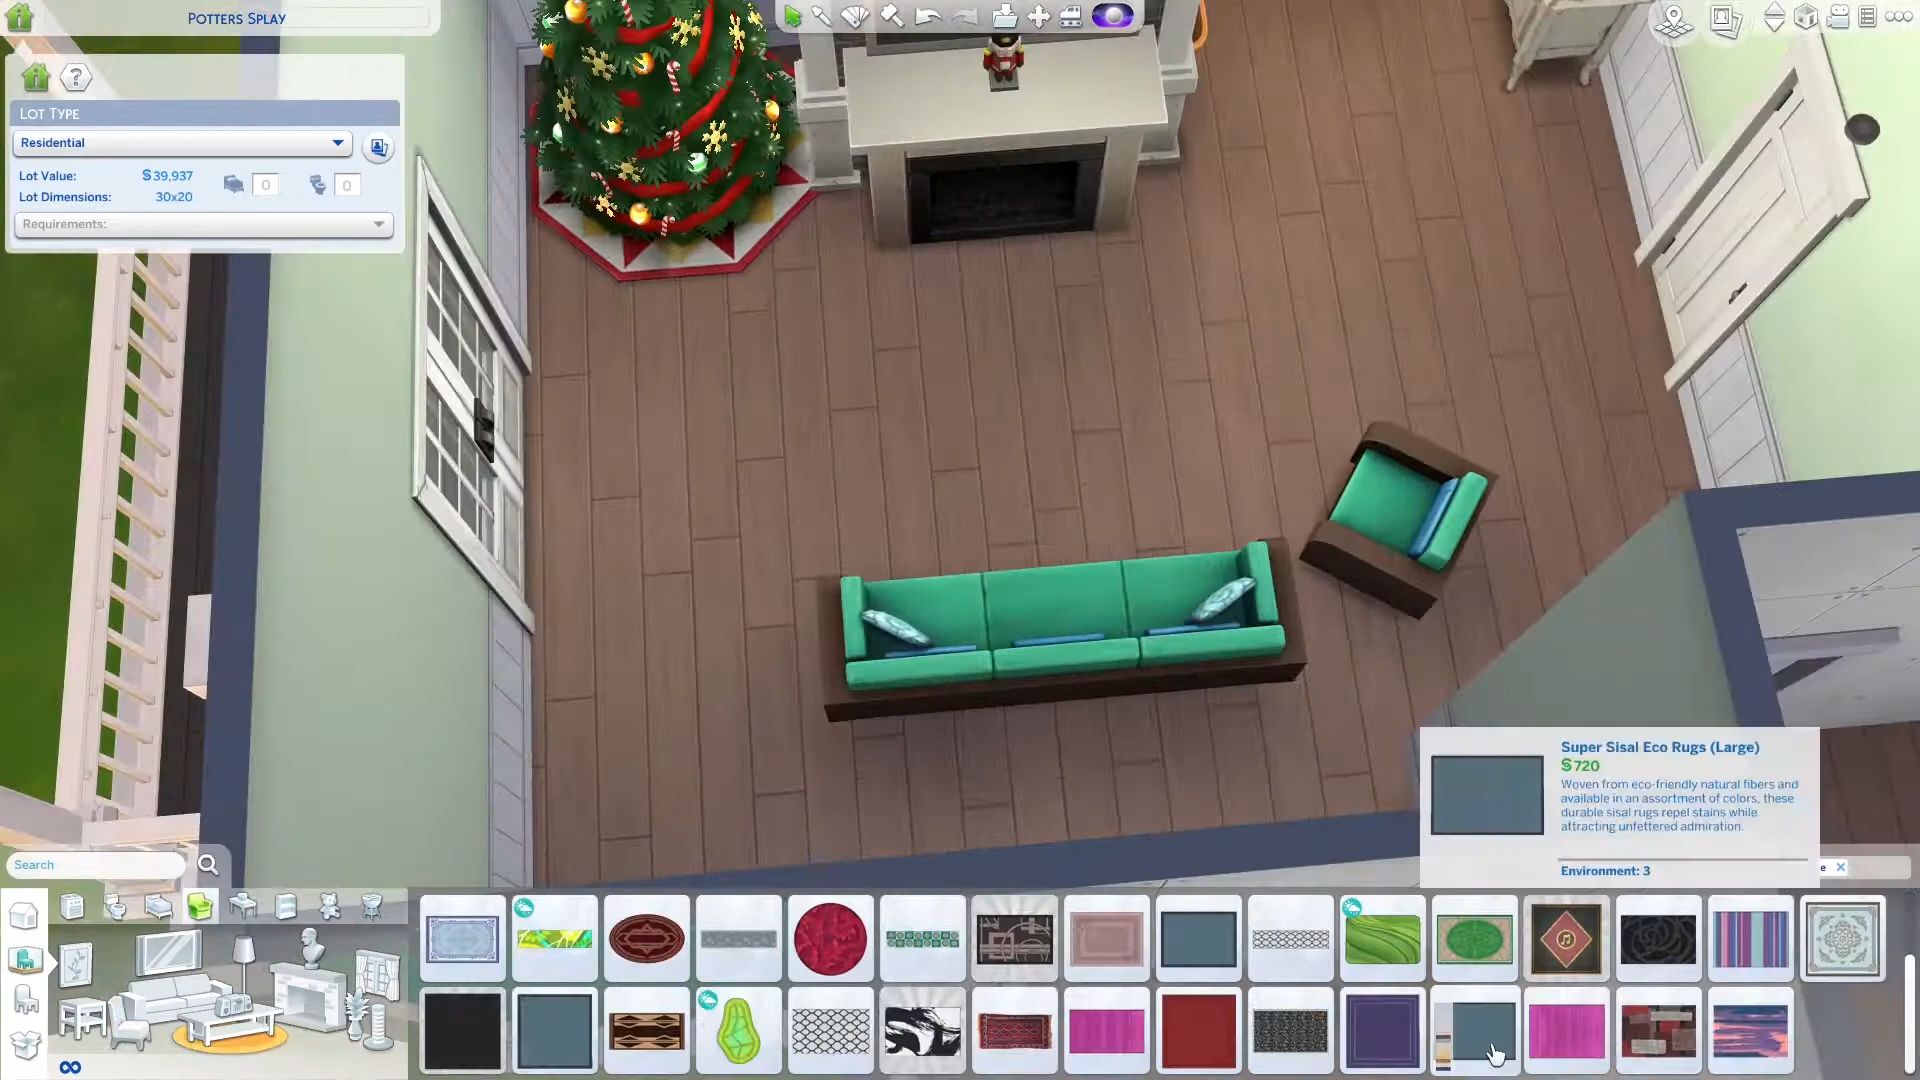 POTTERS SPLAY
?
LOT TYPE
Residential
Lot Value: §39,937
0
0
Lot Dimensions: 30x20
Requirements:
Super Sisal Eco Rugs (Large)
§720
Woven from eco-friendly natural fibers and
available in an assortment of colors, these
durable sisal rugs repel stains while
attracting unfettered admiration.
Environment: 3
Search
e